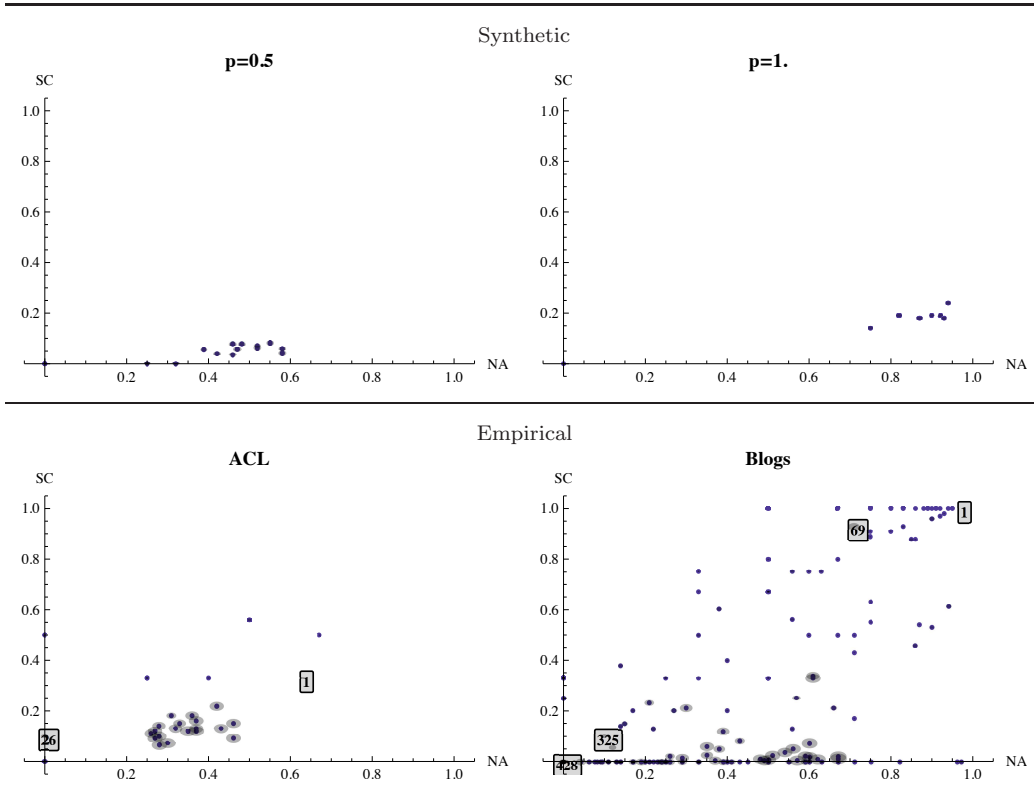 Synthetic
p=0.5 p=1.
SC SC
1.0 1.0
0.8 0.8
0.6 0.6
0.4 0.4
0.2 0.2
0.2 0.4 0.6 0.8 1.0 NA 0.2 0.4 0.6 0.8 1.0 NA
Empirical
ACL Blogs
SC SC
1.0 1.0 1
69
0.8 0.8
0.6 0.6
0.4 0.4
1
0.2 0.2
26 325
428
0.2 0.4 0.6 0.8 1.0 NA 0.2 0.4 0.6 0.8 1.0 NA